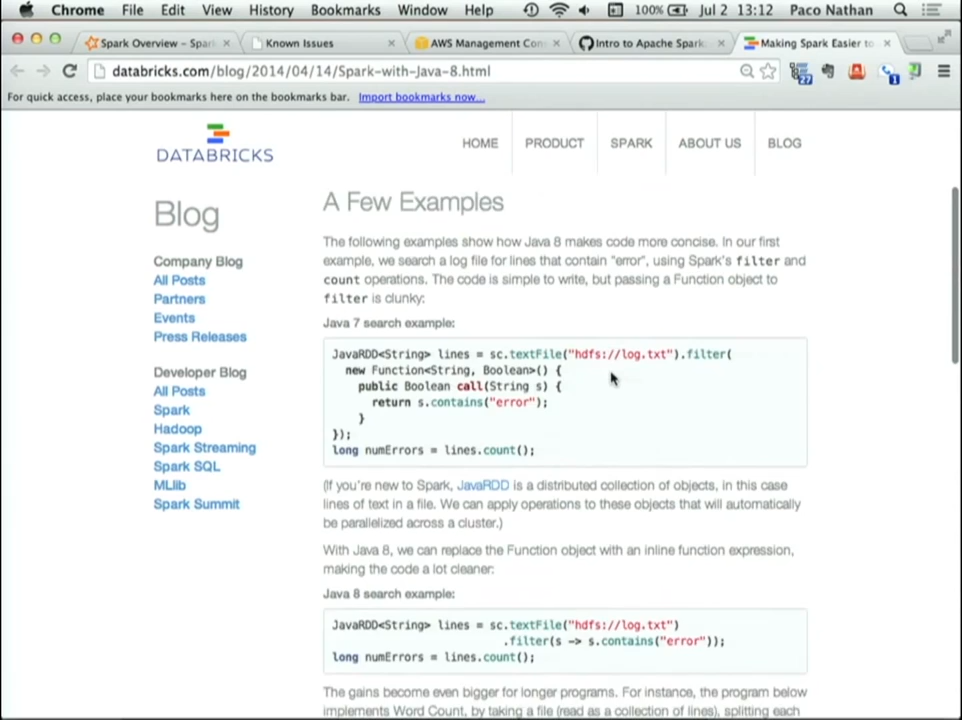 Chrome File Edit View History Bookmarks Window Help 100% Jul 2 13:12 Paco Nathan
Spark Overview – Spar
Known Issues
AWS Management Con
Intro to Apache Spark
Making Spark Easier to
databricks.com/blog/2014/04/14/Spark-with-Java-8.html
27
1
For quick access, place your bookmarks here on the bookmarks bar. Import bookmarks now...
DATABRICKS
HOME PRODUCT SPARK ABOUT US BLOG
Blog
Company Blog
All Posts
Partners
Events
Press Releases
Developer Blog
All Posts
Spark
Hadoop
Spark Streaming
Spark SQL
MLlib
Spark Summit
A Few Examples
The following examples show how Java 8 makes code more concise. In our first
example, we search a log file for lines that contain "error", using Spark's filter and
count operations. The code is simple to write, but passing a Function object to
filter is clunky:
Java 7 search example:
JavaRDD<String> lines = sc.textFile("hdfs://log.txt").filter(
new Function<String, Boolean>() {
public Boolean call(String s) {
return s.contains("error");
}
});
long numErrors = lines.count();
(If you're new to Spark, JavaRDD is a distributed collection of objects, in this case
lines of text in a file. We can apply operations to these objects that will automatically
be parallelized across a cluster.)
With Java 8, we can replace the Function object with an inline function expression,
making the code a lot cleaner:
Java 8 search example:
JavaRDD<String> lines = sc.textFile("hdfs://log.txt")
.filter(s -> s.contains("error"));
long numErrors = lines.count();
The gains become even bigger for longer programs. For instance, the program below
implements Word Count, by taking a file (read as a collection of lines), splitting each